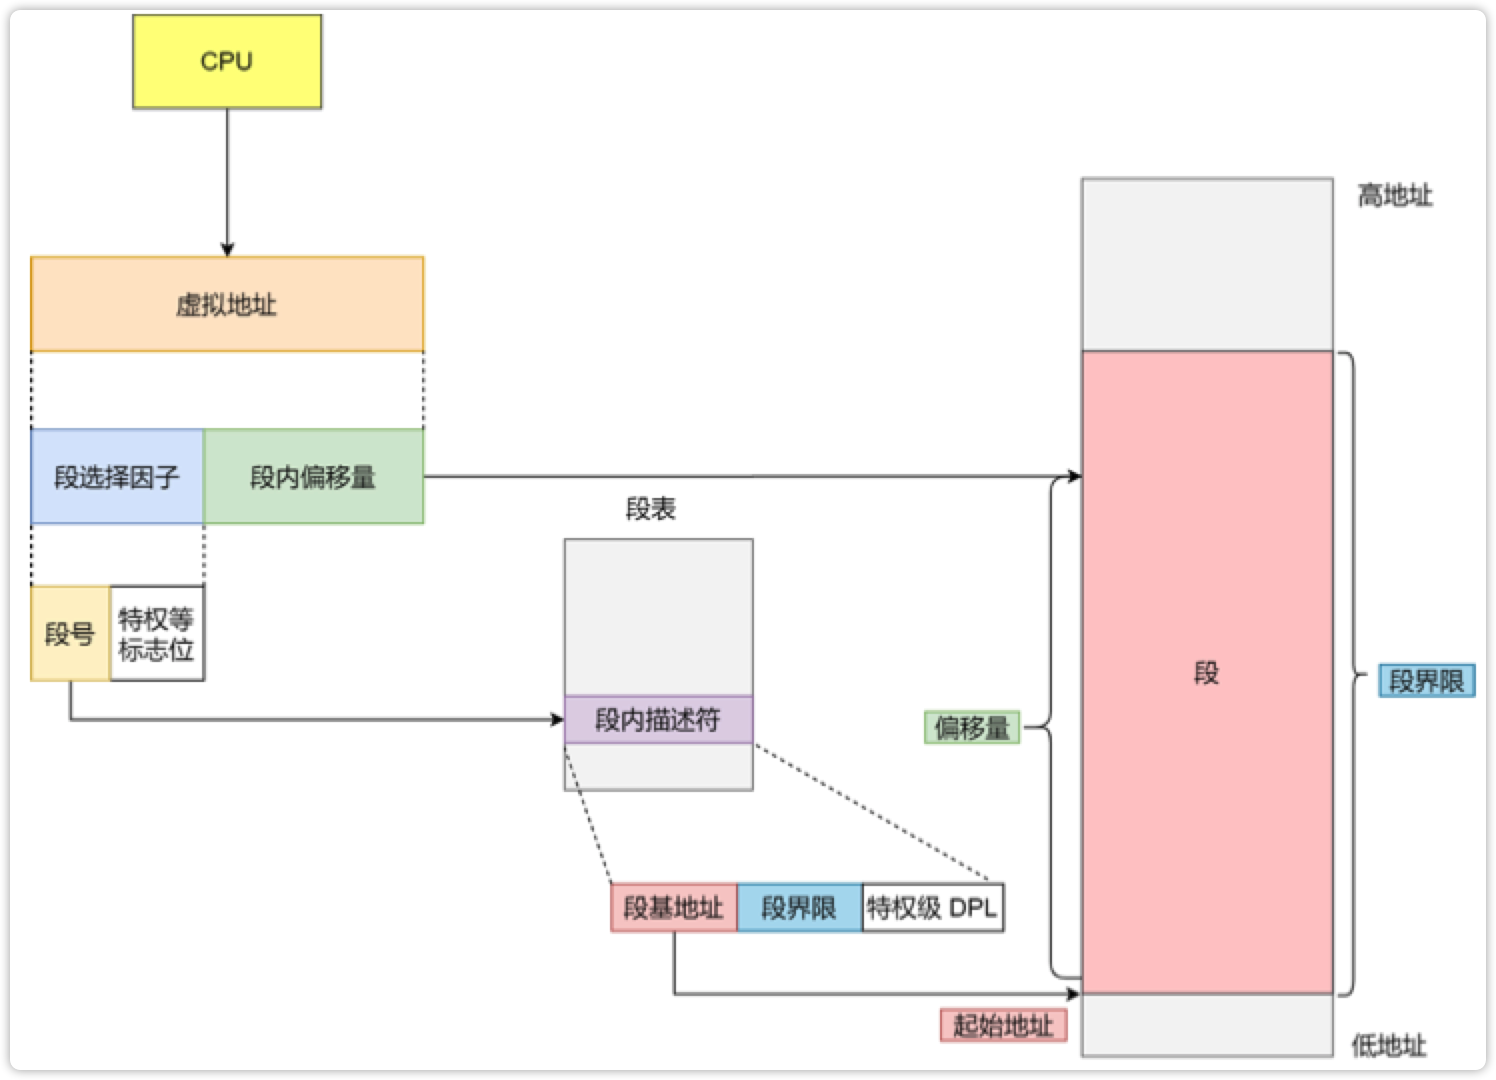 CPU
高地址
虚拟地址
段选择因子
段内偏移量
段表
段号
特权等
标志位
段内描述符
段
段界限
偏移量
段基地址
段界限
特权级 DPL
起始地址
低地址